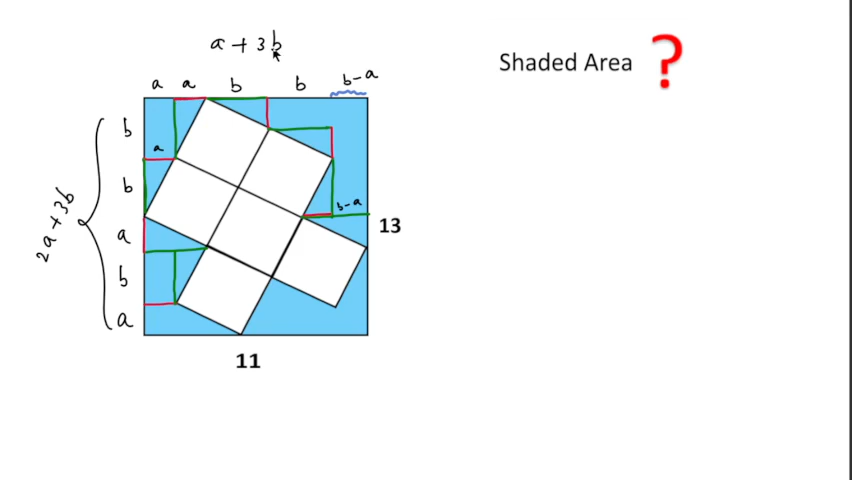 a + 3b
Shaded Area ?
a a b b b-a
b
a
b
b-a
a
13
b
a
2a+3b
11